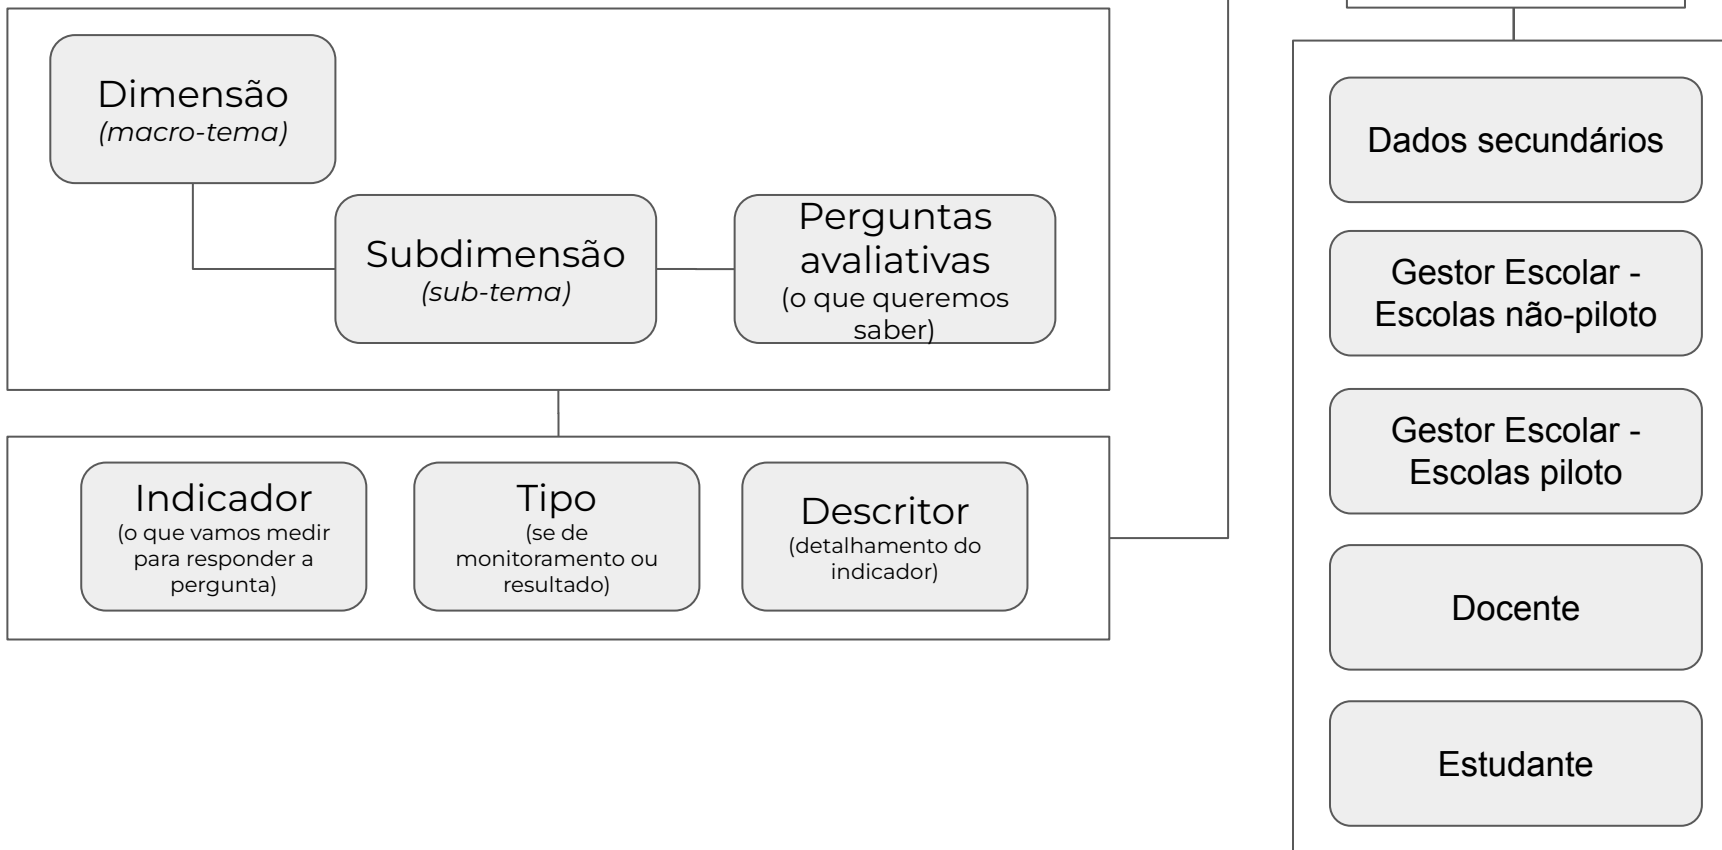 Dimensão
(macro-tema)
Subdimensão
(sub-tema)
Perguntas
avaliativas
(o que queremos
saber)
Indicador
(o que vamos medir
para responder a
pergunta)
Tipo
(se de
monitoramento ou
resultado)
Descritor
(detalhamento do
indicador)
Dados secundários
Gestor Escolar -
Escolas não-piloto
Gestor Escolar -
Escolas piloto
Docente
Estudante